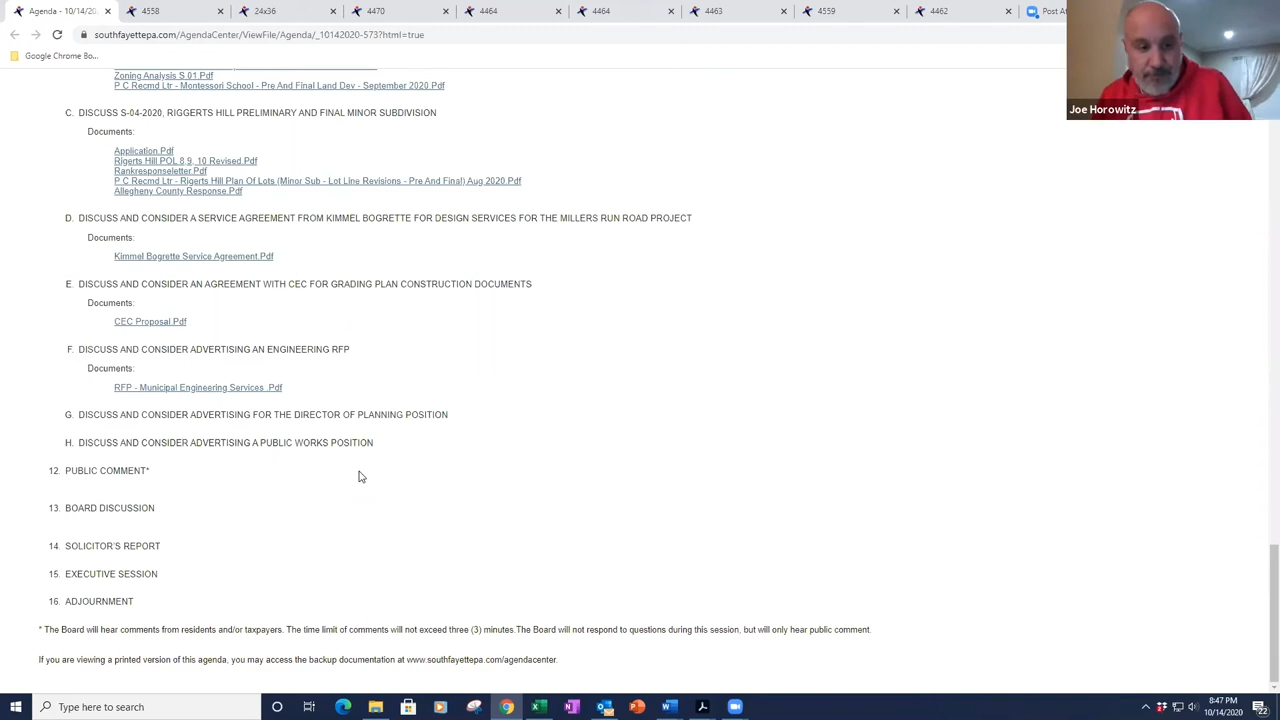 Agenda - 10/14/20
4558
24x36
4470
4464
4464
4463
4559
4462
Post At
southfayettepa.com/AgendaCenter/ViewFile/Agenda/_10142020-573?html=true
Google Chrome Bo...
Zoning Analysis S.01.Pdf
P C Recmd Ltr - Montessori School - Pre And Final Land Dev - September 2020.Pdf
C. DISCUSS S-04-2020, RIGGERTS HILL PRELIMINARY AND FINAL MINOR SUBDIVISION
Documents:
Application.Pdf
Rigerts Hill POL 8,9, 10 Revised.Pdf
Rankresponseletter.Pdf
P C Recmd Ltr - Rigerts Hill Plan Of Lots (Minor Sub - Lot Line Revisions - Pre And Final) Aug 2020.Pdf
Allegheny County Response.Pdf
D. DISCUSS AND CONSIDER A SERVICE AGREEMENT FROM KIMMEL BOGRETTE FOR DESIGN SERVICES FOR THE MILLERS RUN ROAD PROJECT
Documents:
Kimmel Bogrette Service Agreement.Pdf
E. DISCUSS AND CONSIDER AN AGREEMENT WITH CEC FOR GRADING PLAN CONSTRUCTION DOCUMENTS
Documents:
CEC Proposal.Pdf
F. DISCUSS AND CONSIDER ADVERTISING AN ENGINEERING RFP
Documents:
RFP - Municipal Engineering Services .Pdf
G. DISCUSS AND CONSIDER ADVERTISING FOR THE DIRECTOR OF PLANNING POSITION
H. DISCUSS AND CONSIDER ADVERTISING A PUBLIC WORKS POSITION
12. PUBLIC COMMENT*
13. BOARD DISCUSSION
14. SOLICITOR'S REPORT
15. EXECUTIVE SESSION
16. ADJOURNMENT
* The Board will hear comments from residents and/or taxpayers. The time limit of comments will not exceed three (3) minutes.The Board will not respond to questions during this session, but will only hear public comment.
If you are viewing a printed version of this agenda, you may access the backup documentation at www.southfayettepa.com/agendacenter.
Joe Horowitz
Type here to search
8:47 PM
10/14/2020
22